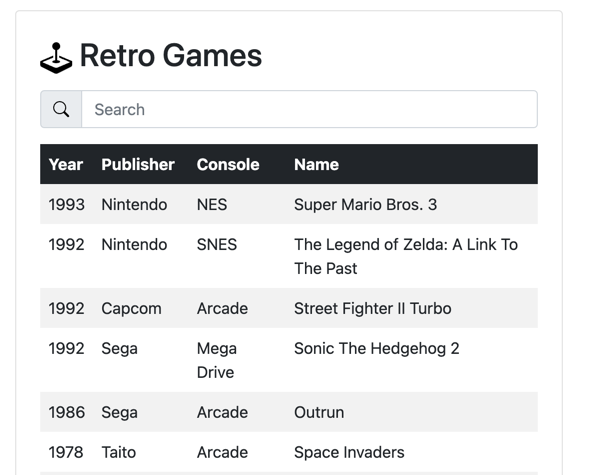 Retro Games
Search
Year Publisher Console Name
1993 Nintendo NES Super Mario Bros. 3
1992 Nintendo SNES The Legend of Zelda: A Link To
The Past
1992 Capcom Arcade Street Fighter II Turbo
1992 Sega Mega Sonic The Hedgehog 2
Drive
1986 Sega Arcade Outrun
1978 Taito Arcade Space Invaders